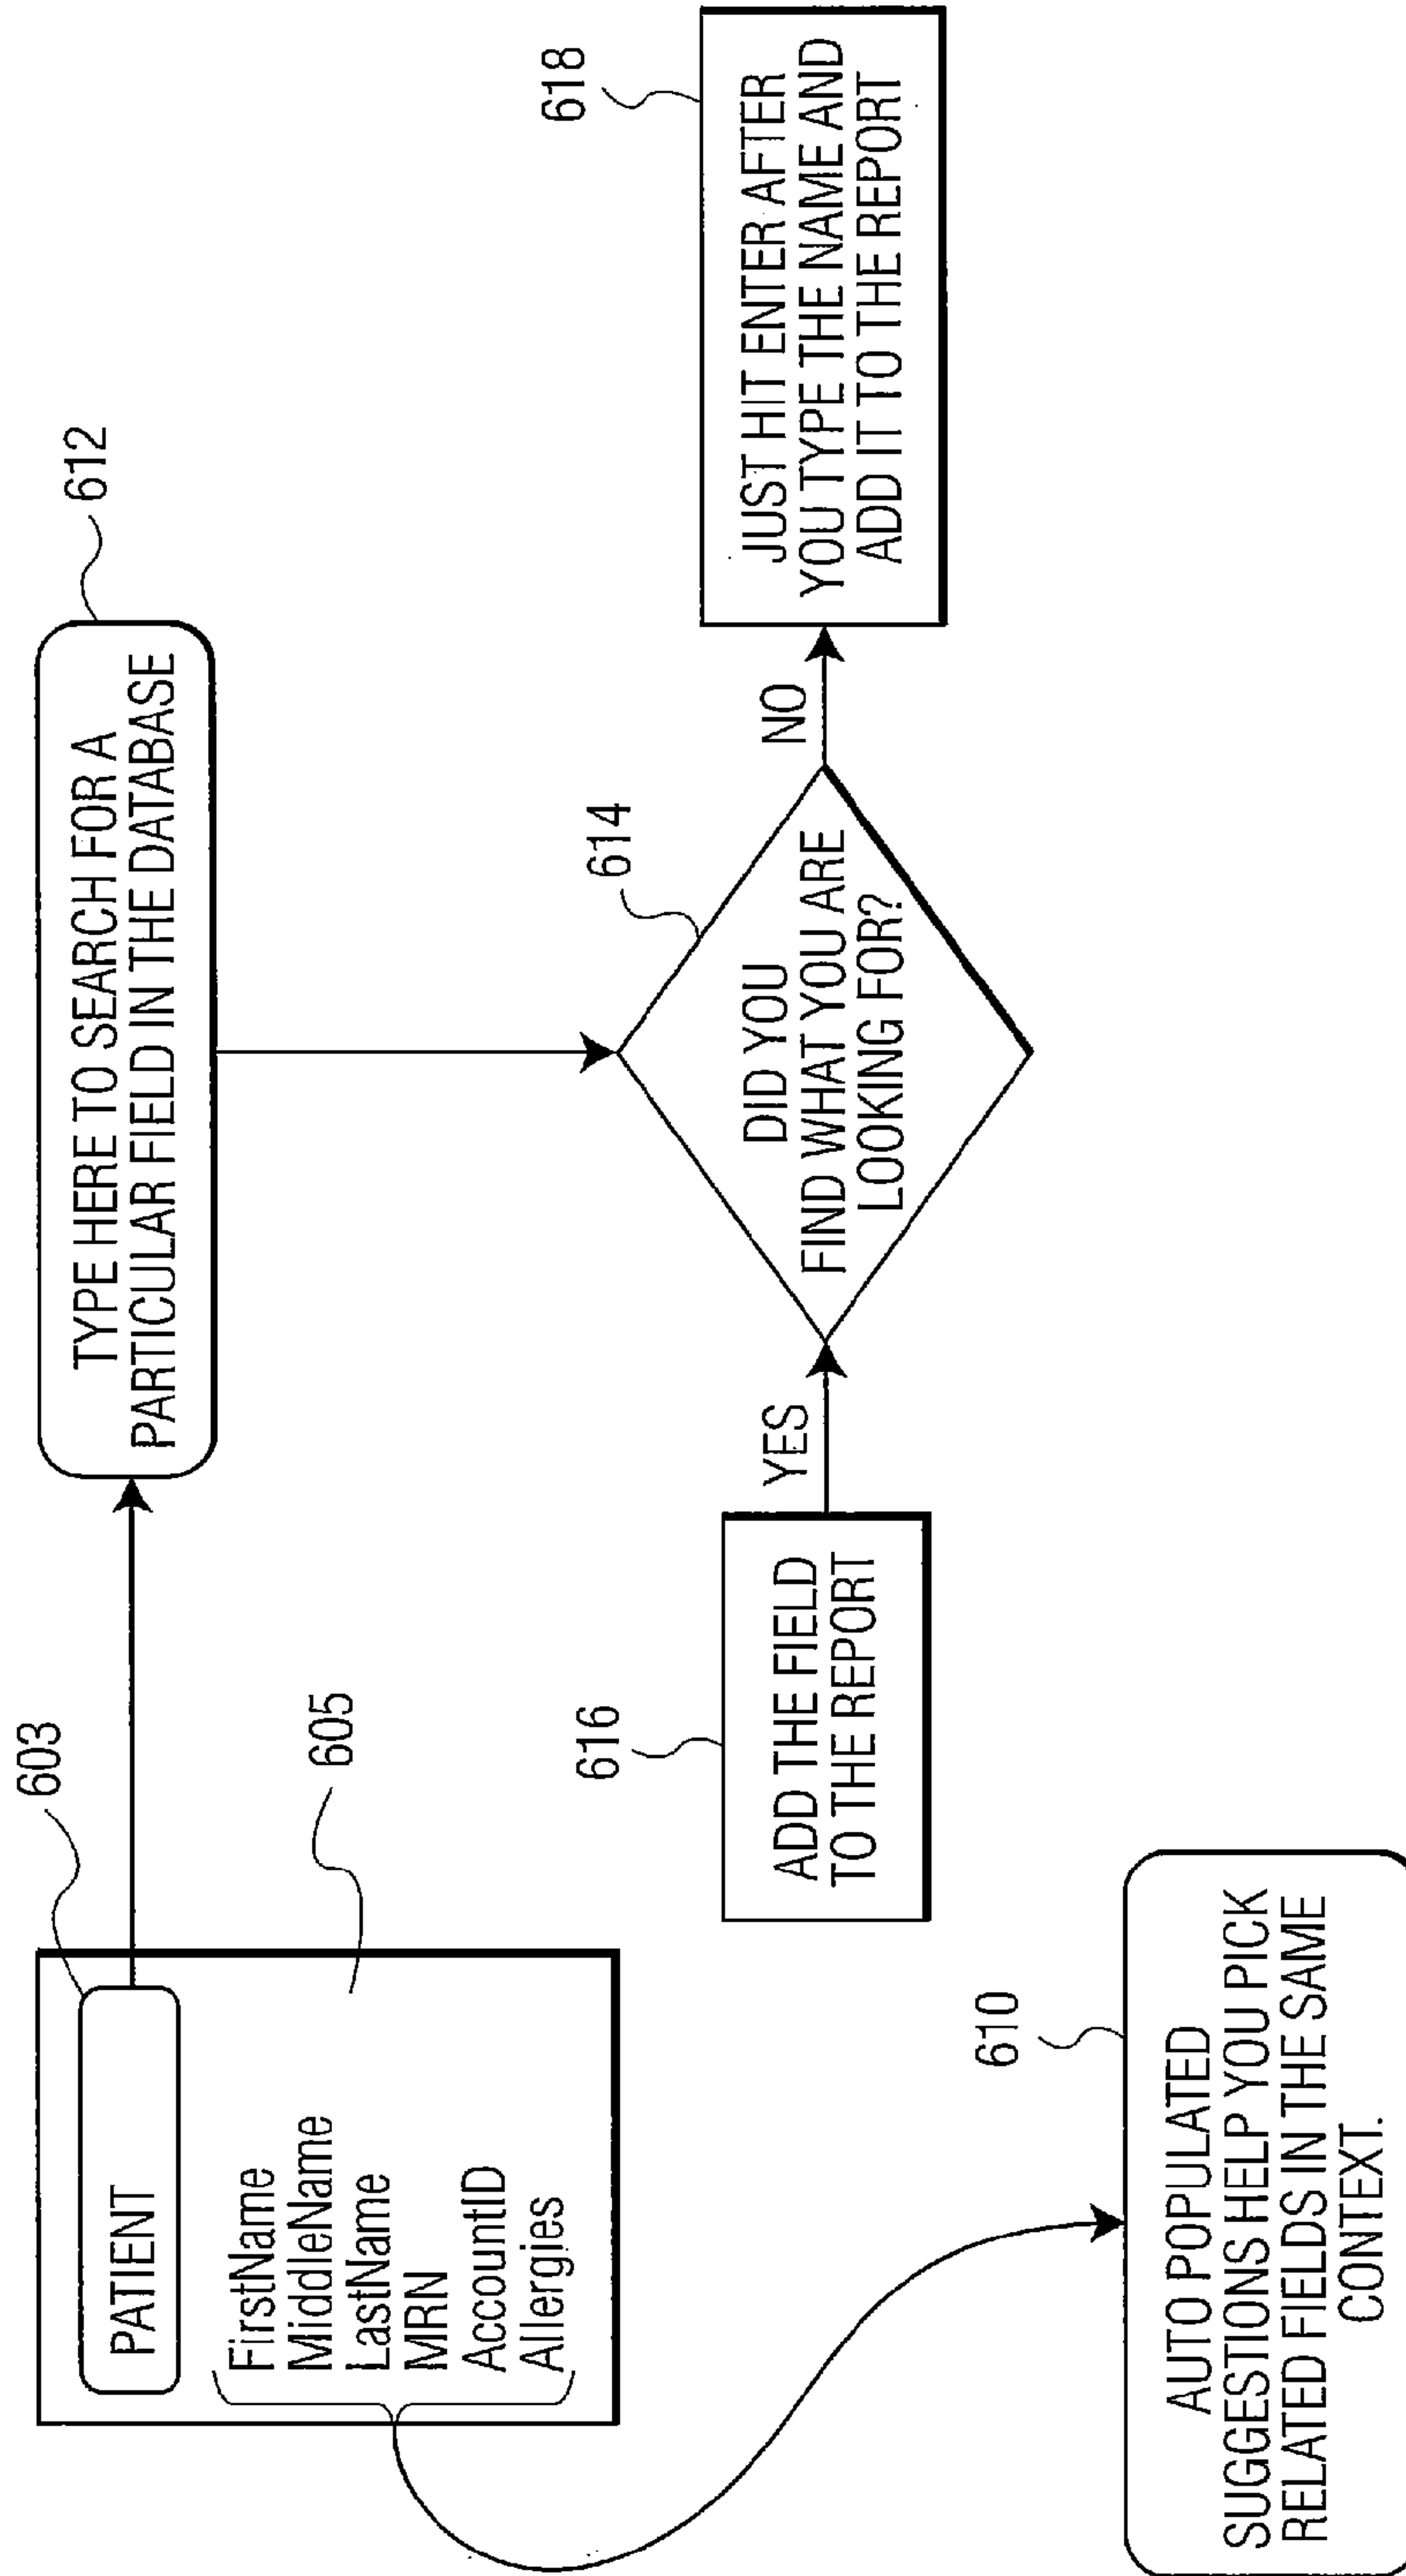 603
PATIENT
605
FirstName
MiddleName
LastName
MRN
AccountID
Allergies
612
TYPE HERE TO SEARCH FOR A
PARTICULAR FIELD IN THE DATABASE
614
DID YOU
FIND WHAT YOU ARE
LOOKING FOR?
YES
NO
616
ADD THE FIELD
TO THE REPORT
618
JUST HIT ENTER AFTER
YOU TYPE THE NAME AND
ADD IT TO THE REPORT
610
AUTO POPULATED
SUGGESTIONS HELP YOU PICK
RELATED FIELDS IN THE SAME
CONTEXT.